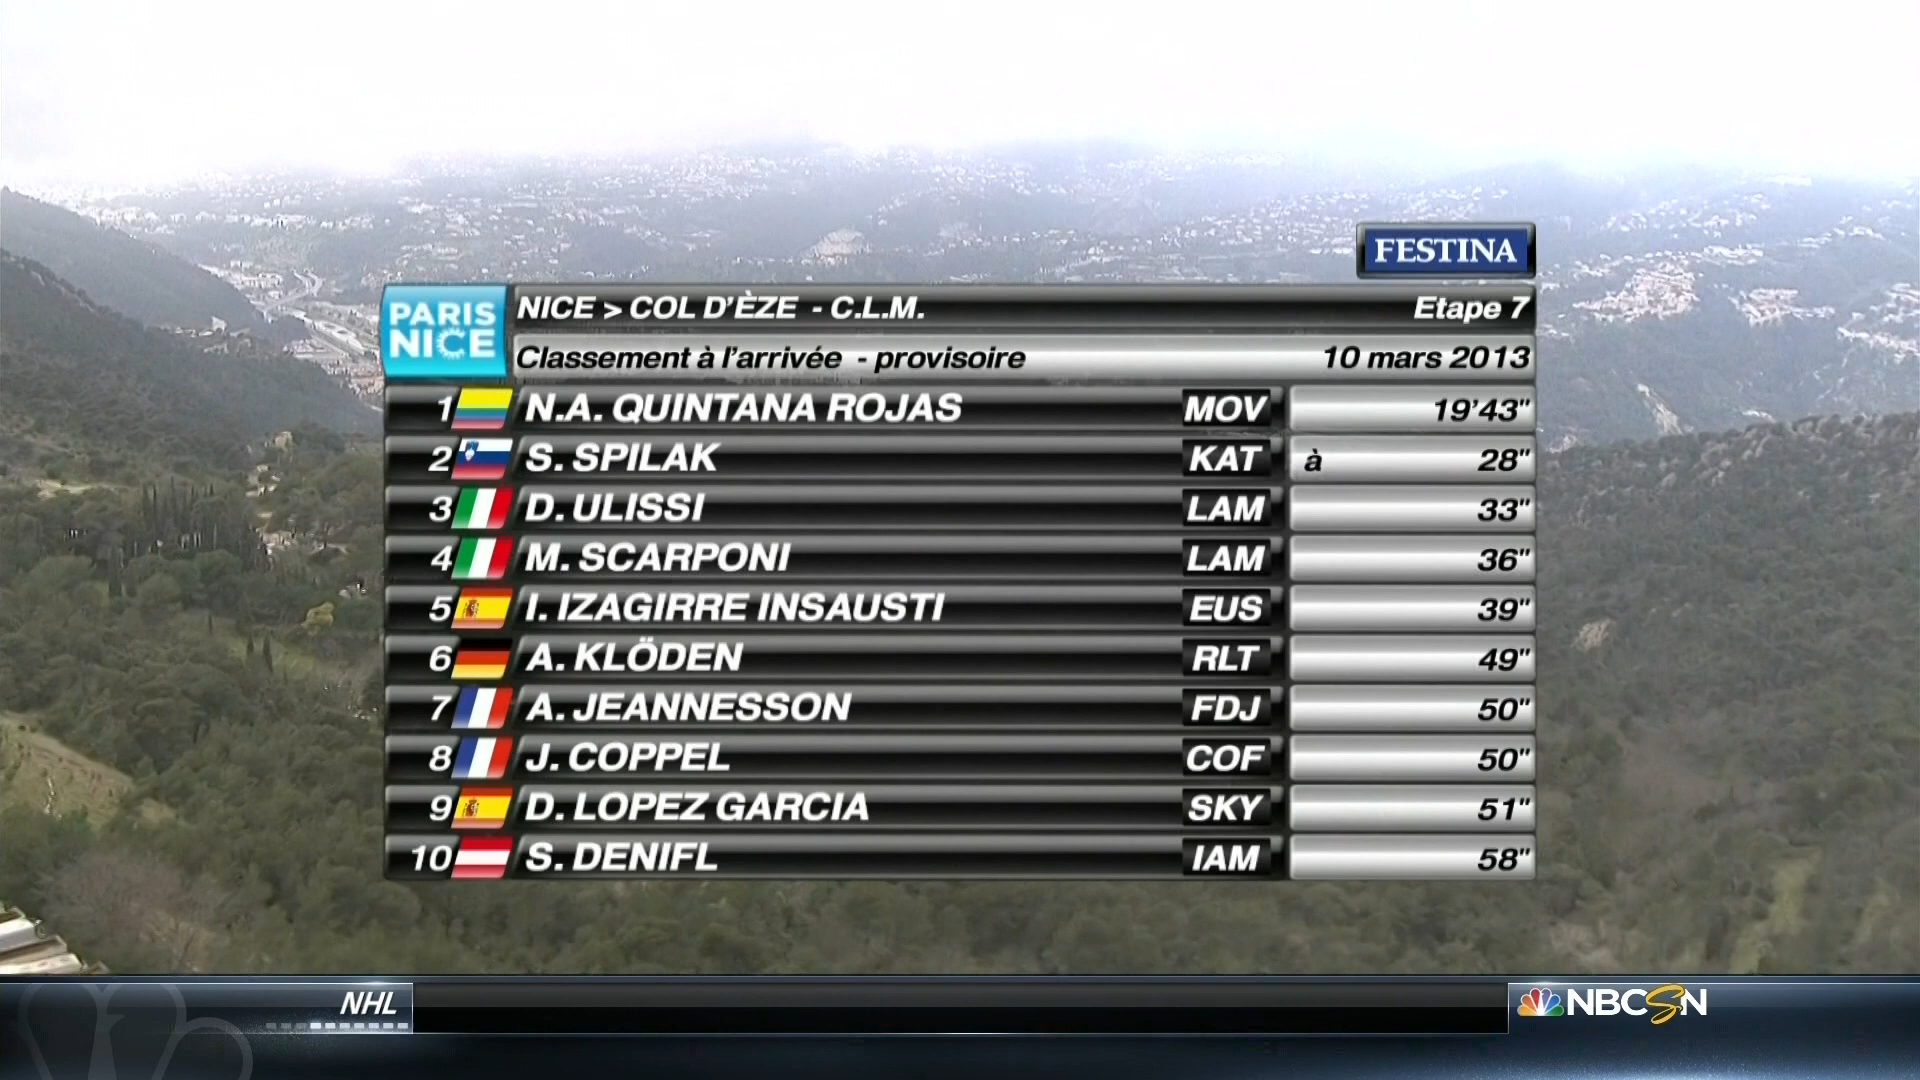 FESTINA
PARIS
NICE
NICE > COL D'ÈZE - C.L.M. Etape 7
Classement à l'arrivée - provisoire 10 mars 2013
1 N.A. QUINTANA ROJAS MOV 19'43"
2 S. SPILAK KAT à 28"
3 D. ULISSI LAM 33"
4 M. SCARPONI LAM 36"
5 I. IZAGIRRE INSAUSTI EUS 39"
6 A. KLÖDEN RLT 49"
7 A. JEANNESSON FDJ 50"
8 J. COPPEL COF 50"
9 D. LOPEZ GARCIA SKY 51"
10 S. DENIFL IAM 58"
NHL
NBCSN